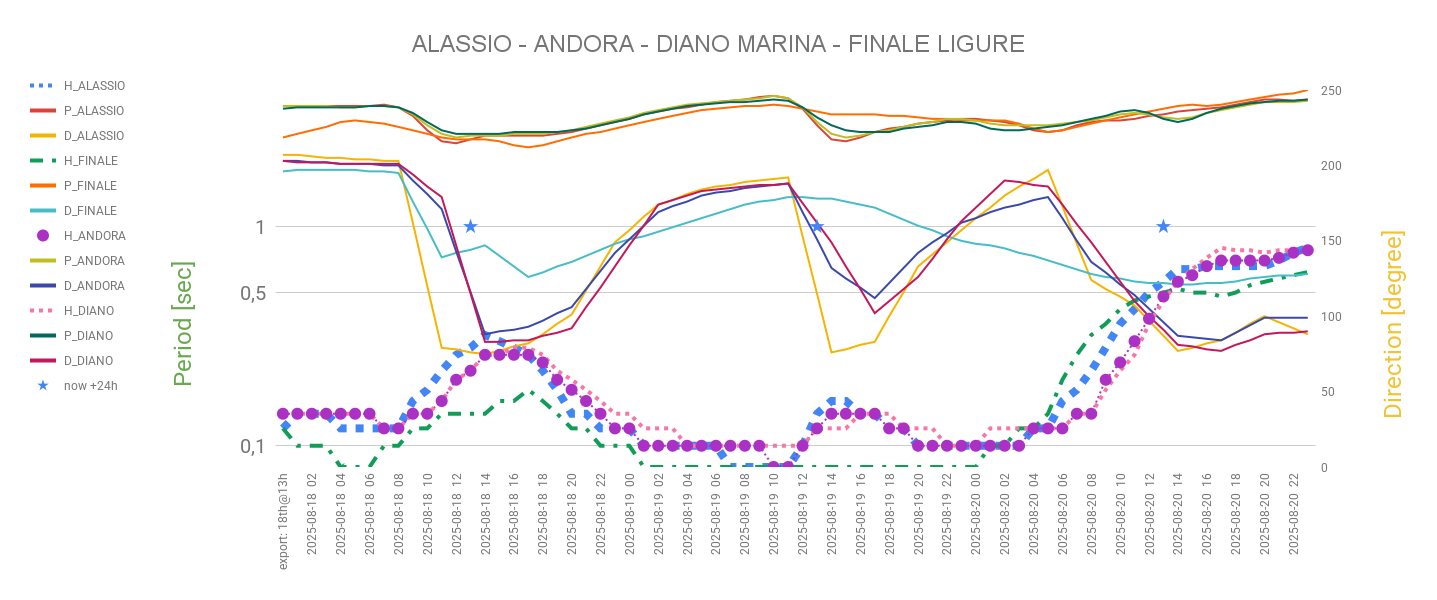 ALASSIO - ANDORA - DIANO MARINA - FINALE LIGURE
H_ALASSIO
P_ALASSIO
D_ALASSIO
H_FINALE
P_FINALE
D_FINALE
H_ANDORA
P_ANDORA
D_ANDORA
H_DIANO
P_DIANO
D_DIANO
now +24h
Period [sec]
1
0,5
0,1
250
200
150
100
50
0
Direction [degree]
export: 18th@13h
2025-08-18 02
2025-08-18 04
2025-08-18 06
2025-08-18 08
2025-08-18 10
2025-08-18 12
2025-08-18 14
2025-08-18 16
2025-08-18 18
2025-08-18 20
2025-08-18 22
2025-08-19 00
2025-08-19 02
2025-08-19 04
2025-08-19 06
2025-08-19 08
2025-08-19 10
2025-08-19 12
2025-08-19 14
2025-08-19 16
2025-08-19 18
2025-08-19 20
2025-08-19 22
2025-08-20 00
2025-08-20 02
2025-08-20 04
2025-08-20 06
2025-08-20 08
2025-08-20 10
2025-08-20 12
2025-08-20 14
2025-08-20 16
2025-08-20 18
2025-08-20 20
2025-08-20 22